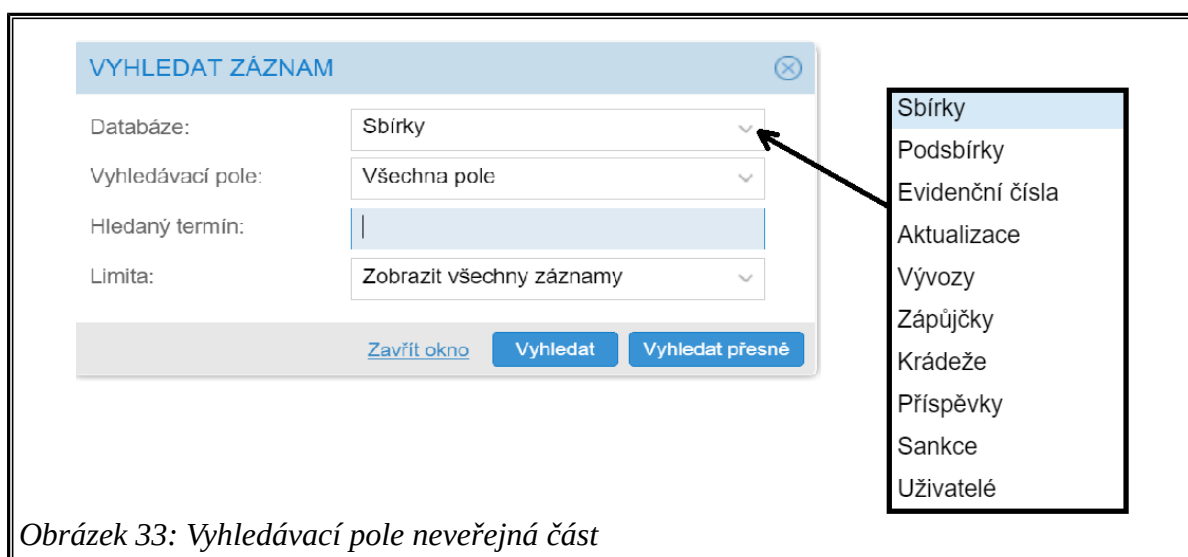 VYHLEDAT ZÁZNAM
Databáze: Sbírky
Vyhledávací pole: Všechna pole
Hledaný termín:
Limita: Zobrazit všechny záznamy
Zavřít okno Vyhledat Vyhledat přesně
Sbírky
Podsbírky
Evidenční čísla
Aktualizace
Vývozy
Zápůjčky
Krádeže
Příspěvky
Sankce
Uživatelé
Obrázek 33: Vyhledávací pole neveřejná část